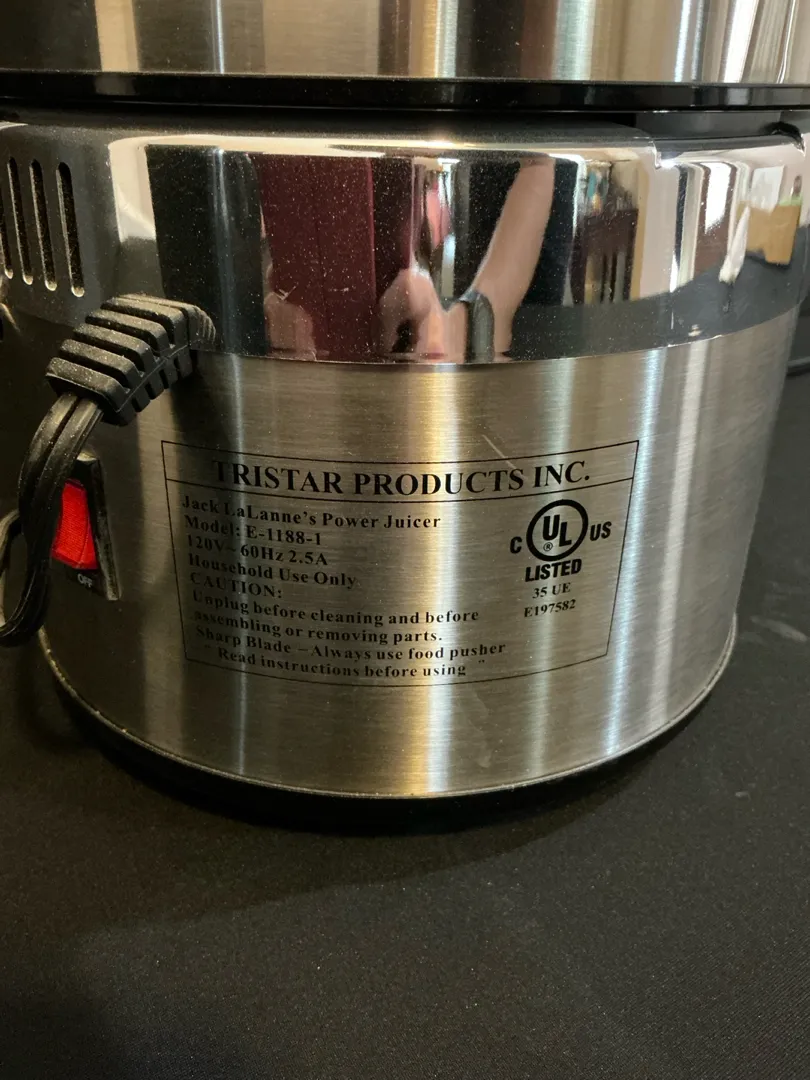 TRISTAR PRODUCTS INC.
Jack LaLanne's Power Juicer
Model: E-1188-1
120V~ 60Hz 2.5A
Household Use Only
CAUTION:
Unplug before cleaning and before
assembling or removing parts.
Sharp Blade – Always use food pusher
" Read instructions before using "
C UL ® US
LISTED
35 UE
E197582
OFF